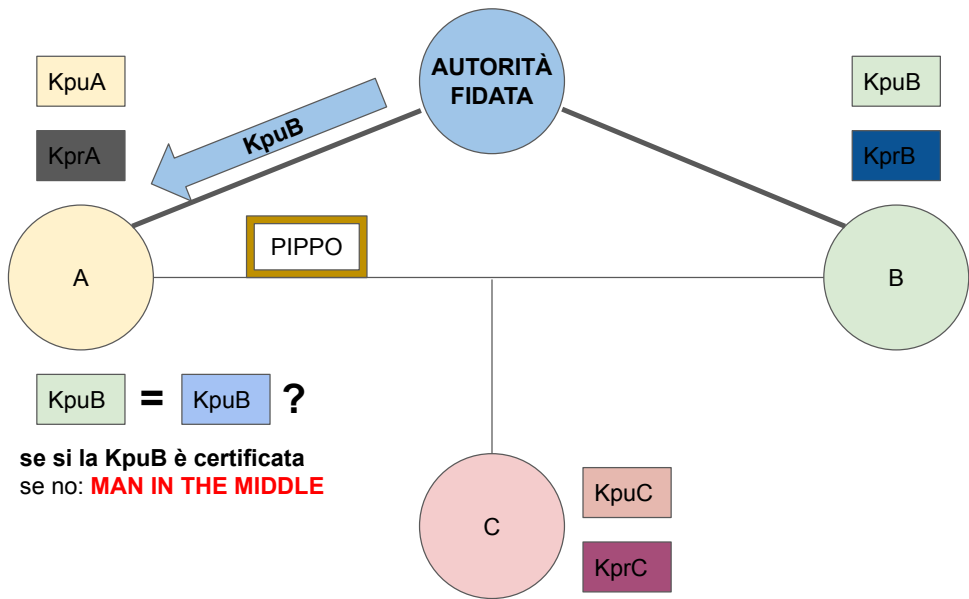 AUTORITÀ
FIDATA
KpuA
KpuB
KpuB
KprA
KprB
PIPPO
A
B
KpuB = KpuB ?
se si la KpuB è certificata
se no: MAN IN THE MIDDLE
KpuC
C
KprC